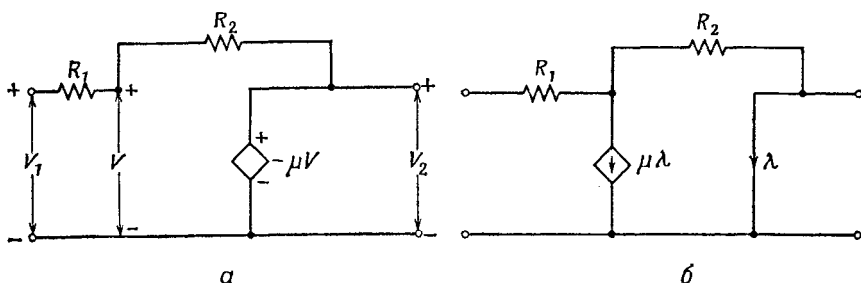 R₂
R₁
+ + +
V₁ V + -μV V₂
-
- - -
a
R₂
R₁
μλ λ
б